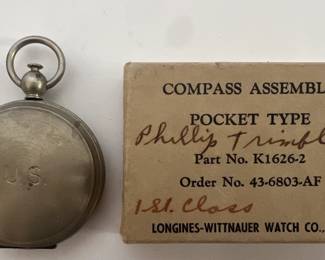 U.S.
COMPASS ASSEMBL
POCKET TYPE
Phillip Trimbl
Part No. K1626-2
Order No. 43-6803-AF
1st. Class
LONGINES-WITTNAUER WATCH CO.,